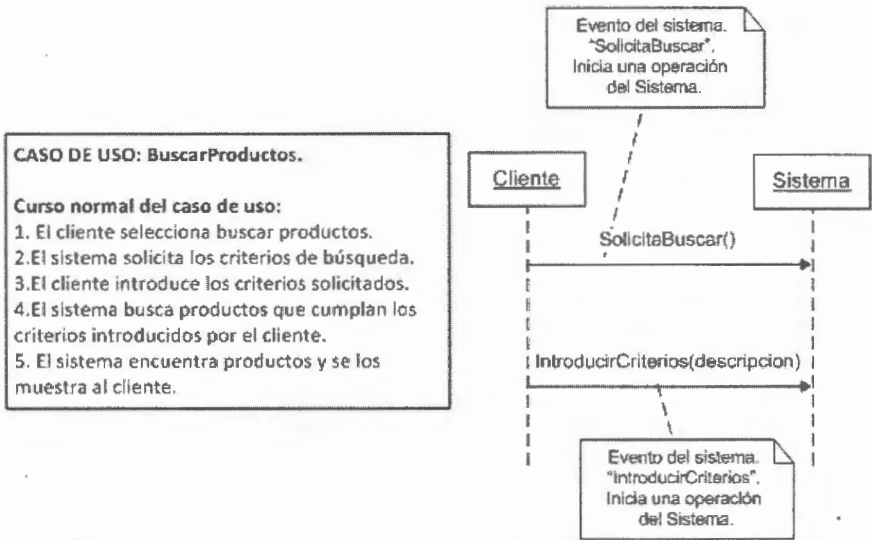 CASO DE USO: BuscarProductos.
Curso normal del caso de uso:
1. El cliente selecciona buscar productos.
2.El sistema solicita los criterios de búsqueda.
3.El cliente introduce los criterios solicitados.
4.El sistema busca productos que cumplan los
criterios introducidos por el cliente.
5. El sistema encuentra productos y se los
muestra al cliente.
Evento del sistema.
"SolicitaBuscar".
Inicia una operación
del Sistema.
Cliente
Sistema
SolicitaBuscar()
IntroducirCriterios(descripcion)
Evento del sistema.
"IntroducirCriterios".
Inicia una operación
del Sistema.